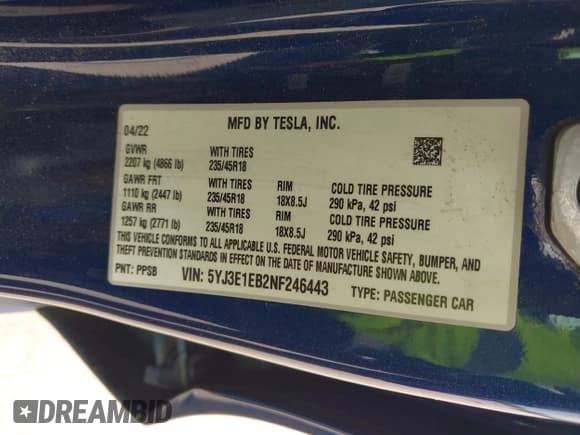 MFD BY TESLA, INC.
04/22
GVWR WITH TIRES
2207 kg (4866 lb) 235/45R18
GAWR FRT WITH TIRES RIM COLD TIRE PRESSURE
1110 kg (2447 lb) 235/45R18 18X8.5J 290 kPa, 42 psi
GAWR RR WITH TIRES RIM COLD TIRE PRESSURE
1257 kg (2771 lb) 235/45R18 18X8.5J 290 kPa, 42 psi
THIS VEHICLE CONFORMS TO ALL APPLICABLE U.S. FEDERAL MOTOR VEHICLE SAFETY, BUMPER, AND
THEFT PREVENTION STANDARDS IN EFFECT ON THE DATE OF MANUFACTURE SHOWN ABOVE.
PNT: PPSB VIN: 5YJ3E1EB2NF246443 TYPE: PASSENGER CAR
DREAMBID